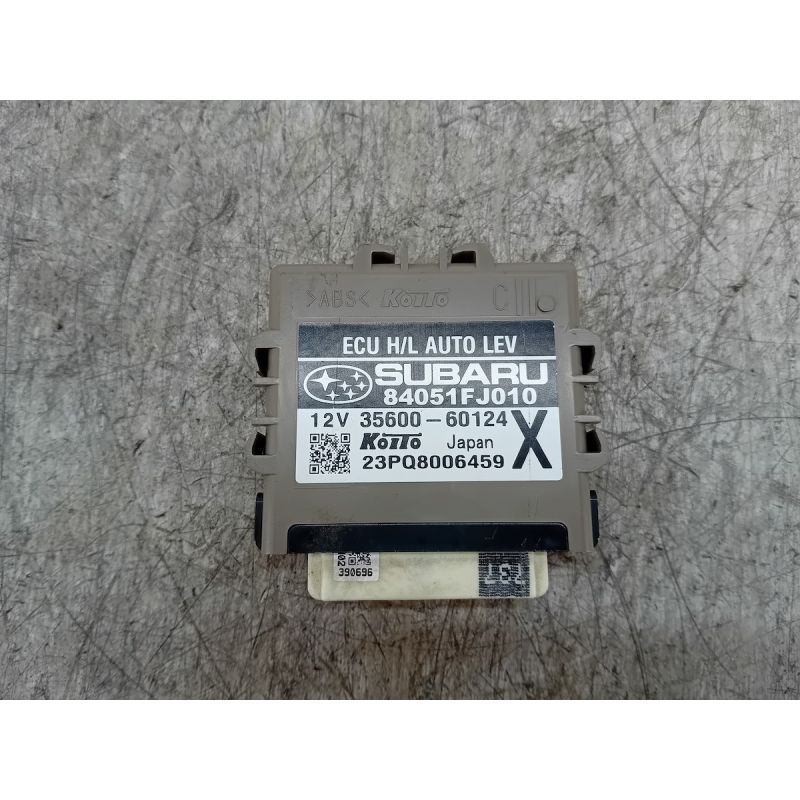 >ABS< KOITO C
ECU H/L AUTO LEV
SUBARU
84051FJ010
12V 35600-60124
KOITO Japan X
23PQ8006459
390696